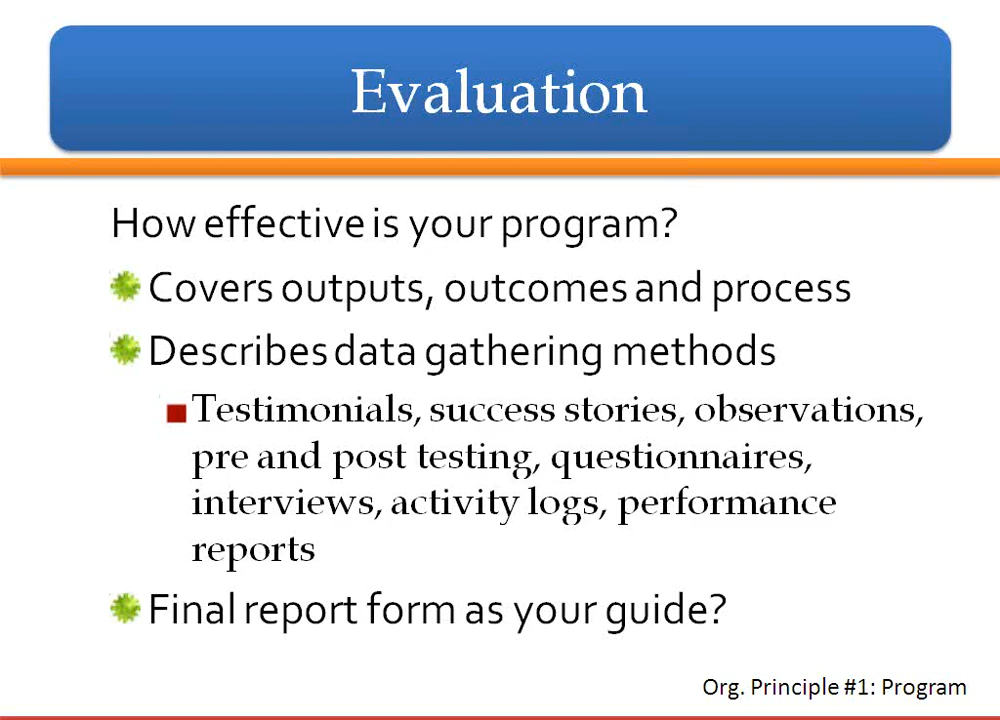 Evaluation
How effective is your program?
Covers outputs, outcomes and process
Describes data gathering methods
Testimonials, success stories, observations,
pre and post testing, questionnaires,
interviews, activity logs, performance
reports
Final report form as your guide?
Org. Principle #1: Program